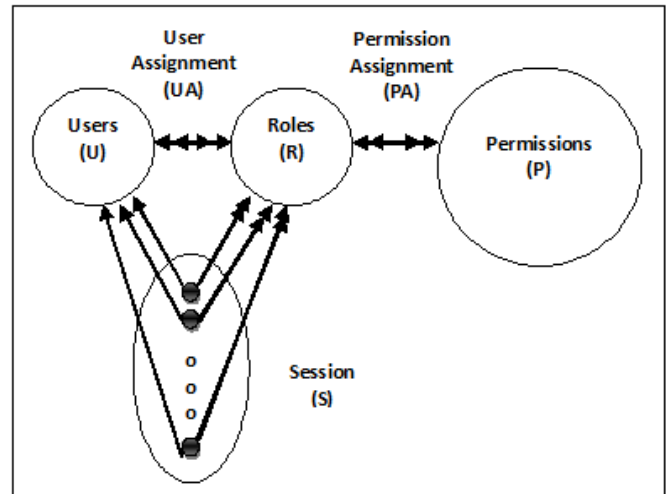 User
Assignment
(UA)
Permission
Assignment
(PA)
Users
(U)
Roles
(R)
Permissions
(P)
o
o
o
Session
(S)